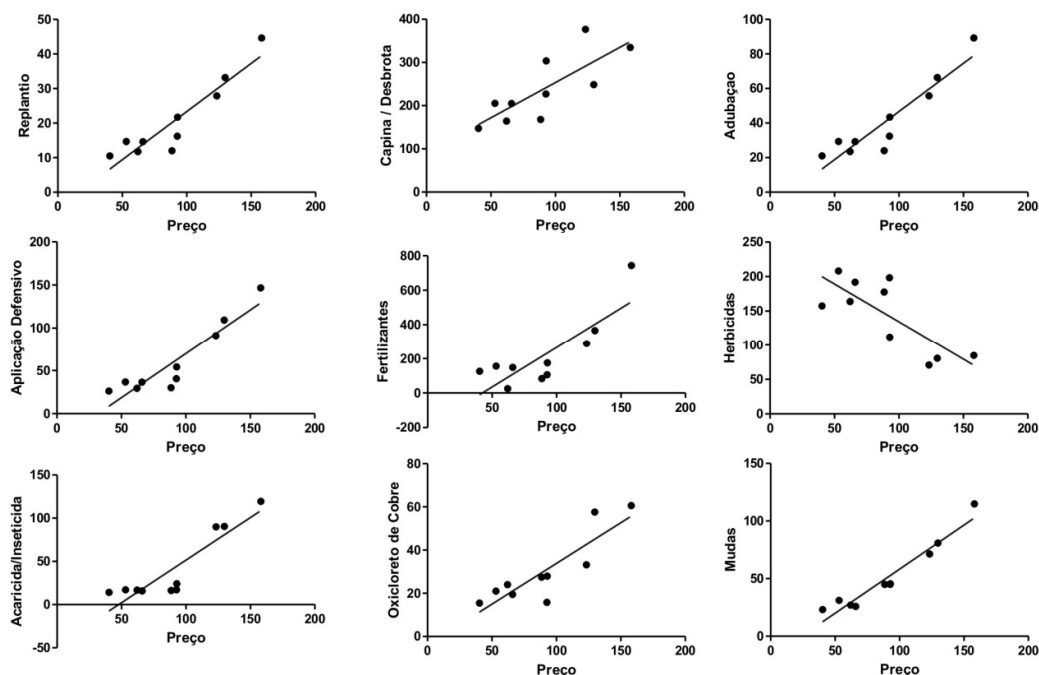 Replantio
50
40
30
20
10
0
0 50 100 150 200
Preço
Capina / Desbrota
400
300
200
100
0
0 50 100 150 200
Preço
Adubaçao
100
80
60
40
20
0
0 50 100 150 200
Preço
Aplicação Defensivo
200
150
100
50
0
0 50 100 150 200
Preço
Fertilizantes
800
600
400
200
0
-200
50 100 150 200
Preço
Herbicidas
250
200
150
100
50
0
0 50 100 150 200
Preço
Acaricida/Inseticida
150
100
50
0
-50
50 100 150 200
Preço
Oxicloreto de Cobre
80
60
40
20
0
0 50 100 150 200
Preço
Mudas
150
100
50
0
0 50 100 150 200
Preço